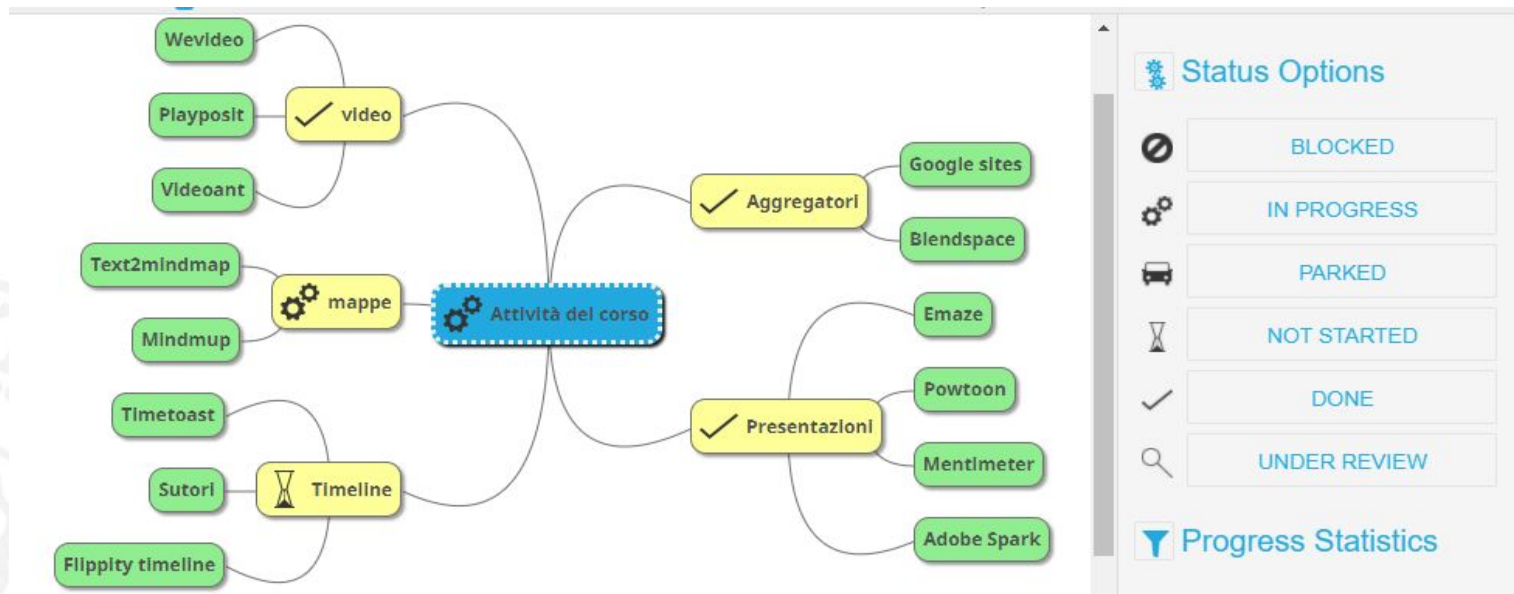 Wevideo
Playposit
video
Videoant
Text2mindmap
mappe
Mindmup
Timetoast
Sutori
Timeline
Flippity timeline
Attività del corso
Aggregatori
Google sites
Blendspace
Presentazioni
Emaze
Powtoon
Mentimeter
Adobe Spark
Status Options
BLOCKED
IN PROGRESS
PARKED
NOT STARTED
DONE
UNDER REVIEW
Progress Statistics